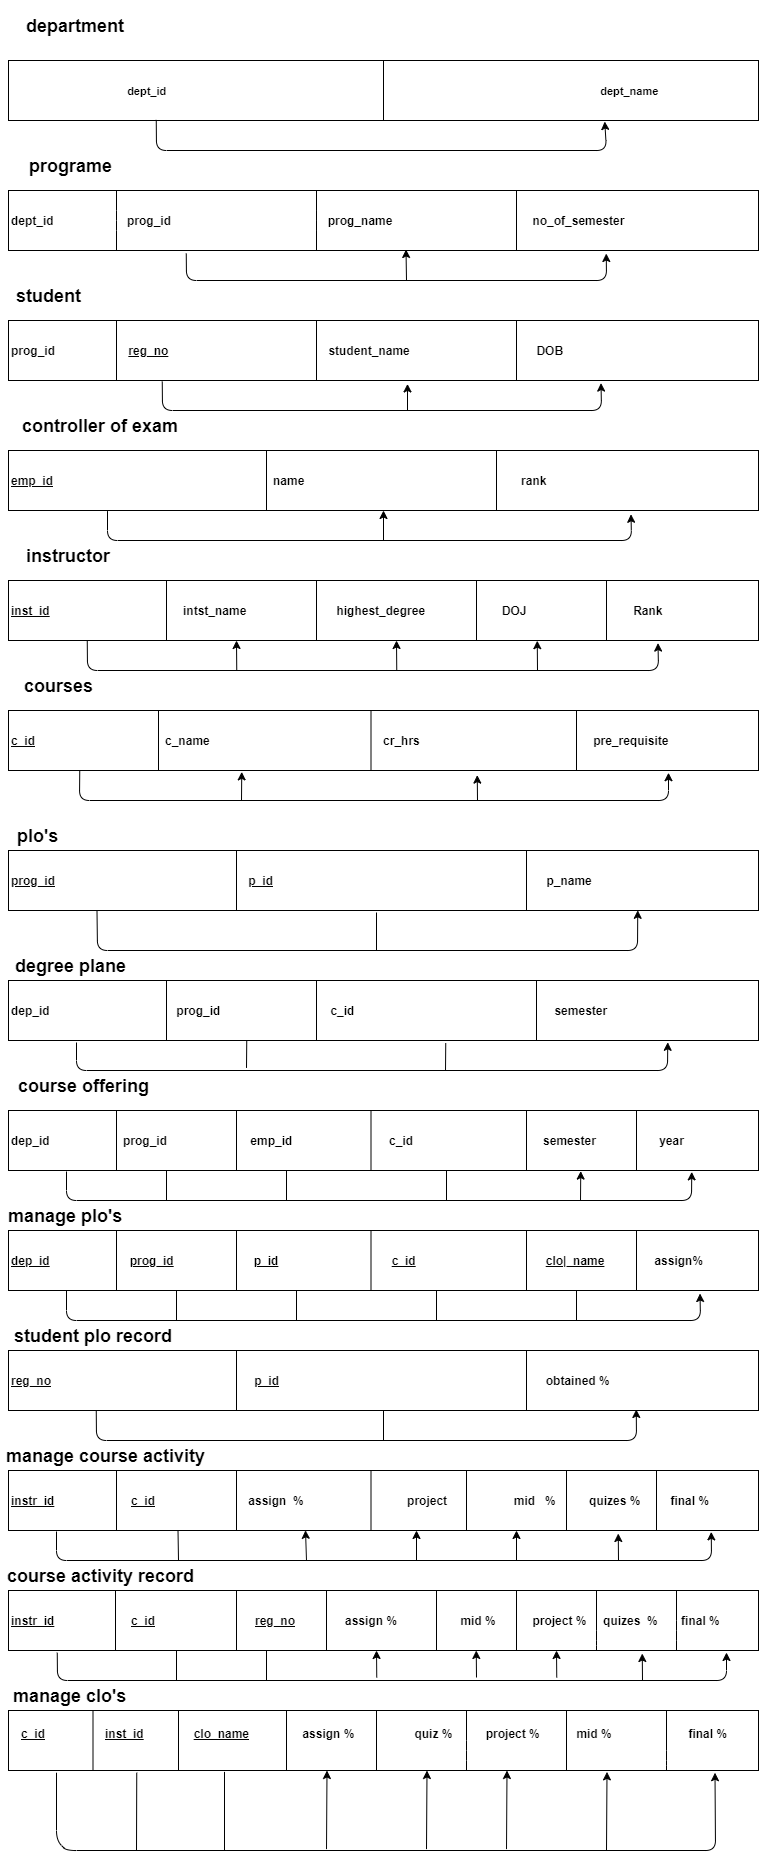 department
dept_id dept_name
programe
dept_id prog_id prog_name no_of_semester
student
prog_id reg_no student_name DOB
controller of exam
emp_id name rank
instructor
inst_id intst_name highest_degree DOJ Rank
courses
c_id c_name cr_hrs pre_requisite
plo's
prog_id p_id p_name
degree plane
dep_id prog_id c_id semester
course offering
dep_id prog_id emp_id c_id semester year
manage plo's
dep_id prog_id p_id c_id clo|_name assign%
student plo record
reg_no p_id obtained %
manage course activity
instr_id c_id assign % project mid % quizes % final %
course activity record
instr_id c_id reg_no assign % mid % project % quizes % final %
manage clo's
c_id inst_id clo_name assign % quiz % project % mid % final %